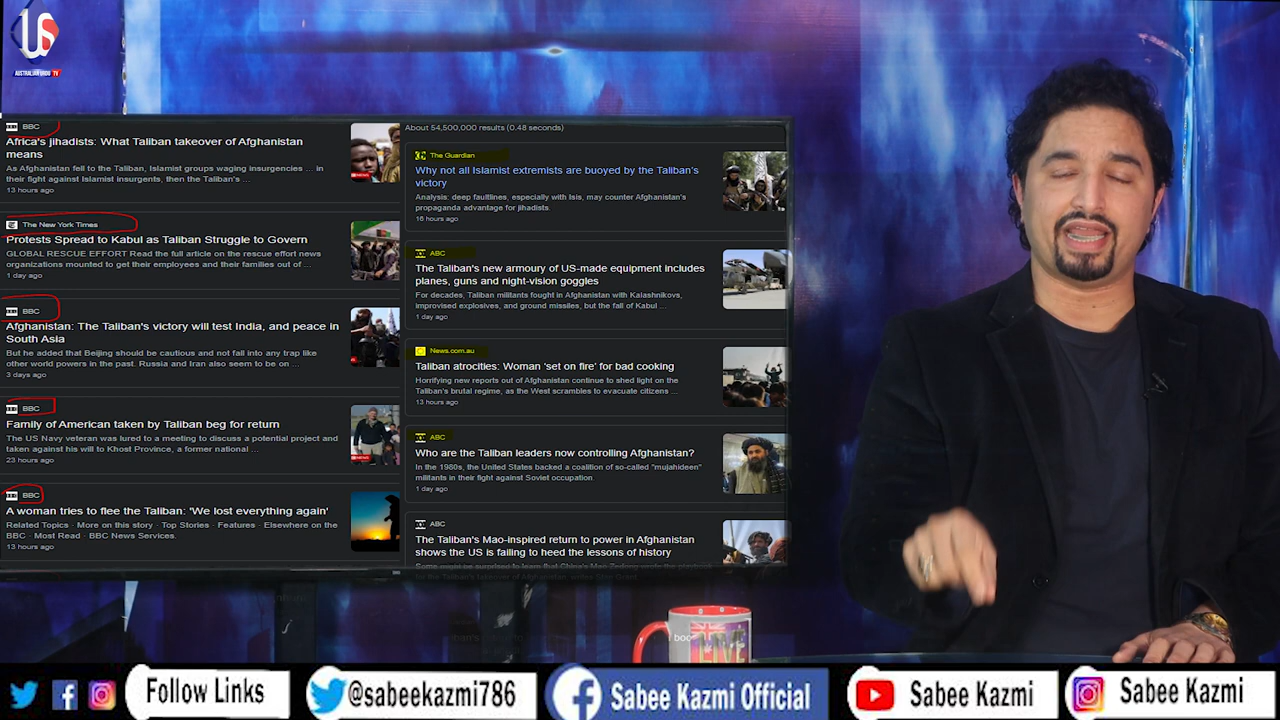 US
AUSTRALIAN URDU TV
BBC
Africa's jihadists: What Taliban takeover of Afghanistan
means
As Afghanistan fell to the Taliban, Islamist groups waging insurgencies ... in
their fight against Islamist insurgents, then the Taliban's ...
13 hours ago
The New York Times
Protests Spread to Kabul as Taliban Struggle to Govern
GLOBAL RESCUE EFFORT Read the full article on the rescue effort news
organizations mounted to get their employees and their families out of ...
1 day ago
BBC
Afghanistan: The Taliban's victory will test India, and peace in
South Asia
But he added that Beijing should be cautious and not fall into any trap like
other world powers in the past. Russia and Iran also seem to be on ...
3 days ago
BBC
Family of American taken by Taliban beg for return
The US Navy veteran was lured to a meeting to discuss a potential project and
taken against his will to Khost Province, a former national ...
23 hours ago
BBC
A woman tries to flee the Taliban: 'We lost everything again'
Related Topics · More on this story · Top Stories · Features · Elsewhere on the
BBC · Most Read · BBC News Services.
13 hours ago
About 54,500,000 results (0.48 seconds)
The Guardian
Why not all Islamist extremists are buoyed by the Taliban's
victory
Analysis: deep faultlines, especially with Isis, may counter Afghanistan's
propaganda advantage for jihadists.
16 hours ago
ABC
The Taliban's new armoury of US-made equipment includes
planes, guns and night-vision goggles
For decades, Taliban militants fought in Afghanistan with Kalashnikovs,
improvised explosives, and ground missiles, but the fall of Kabul ...
1 day ago
News.com.au
Taliban atrocities: Woman 'set on fire' for bad cooking
Horrifying new reports out of Afghanistan continue to shed light on the
Taliban's brutal regime, as the West scrambles to evacuate citizens ...
13 hours ago
ABC
Who are the Taliban leaders now controlling Afghanistan?
In the 1980s, the United States backed a coalition of so-called "mujahideen"
militants in their fight against Soviet occupation
1 day ago
ABC
The Taliban's Mao-inspired return to power in Afghanistan
shows the US is failing to heed the lessons of history
LIVE
Follow Links
@sabeekazmi786
Sabee Kazmi Official
Sabee Kazmi
Sabee Kazmi